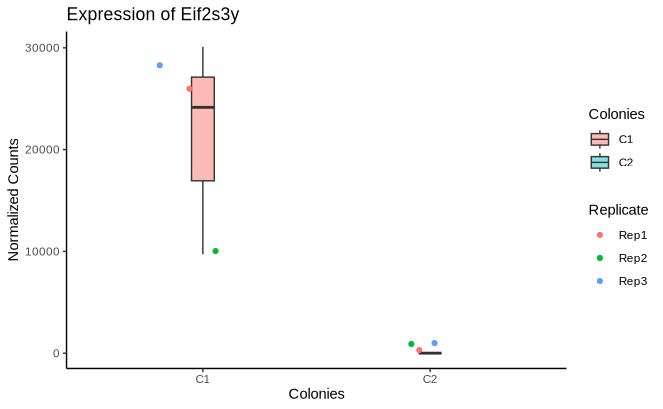 Expression of Eif2s3y
Normalized Counts
30000
20000
10000
0
C1
C2
Colonies
Colonies
C1
C2
Replicate
Rep1
Rep2
Rep3